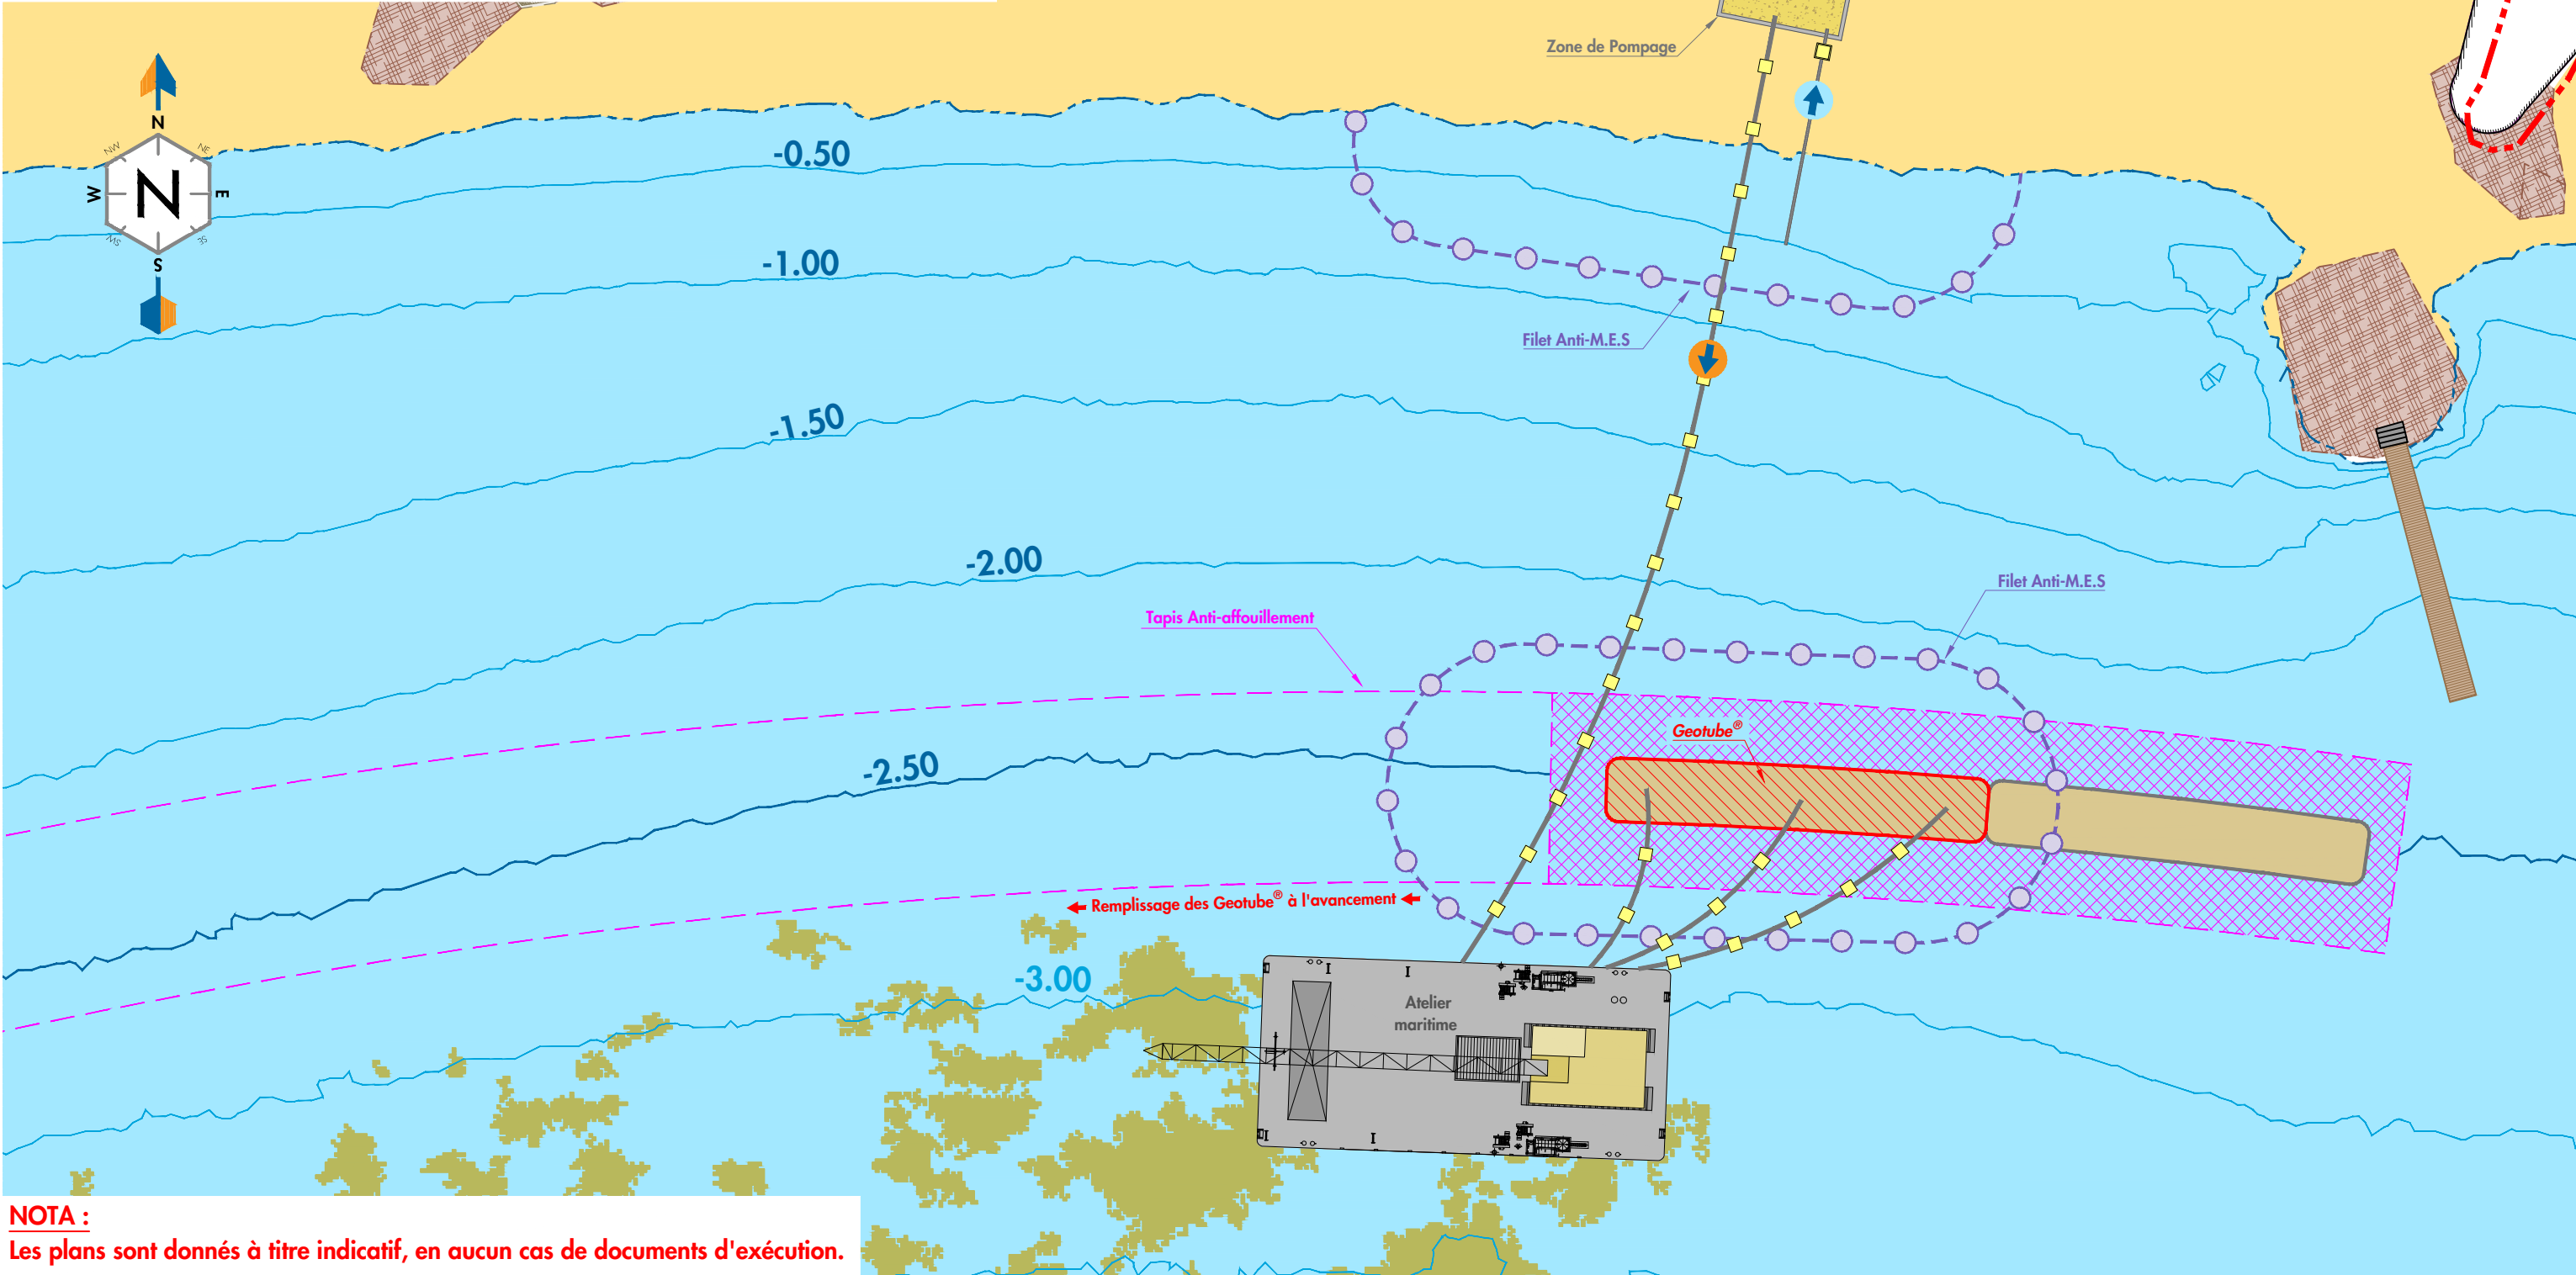 Zone de Pompage
N
NW
NE
W
N
E
SW
SE
S
-0.50
-1.00
Filet Anti-M.E.S
-1.50
-2.00
Filet Anti-M.E.S
Tapis Anti-affouillement
Geotube®
-2.50
Remplissage des Geotube® à l'avancement
-3.00
Atelier
maritime
NOTA :
Les plans sont donnés à titre indicatif, en aucun cas de documents d'exécution.